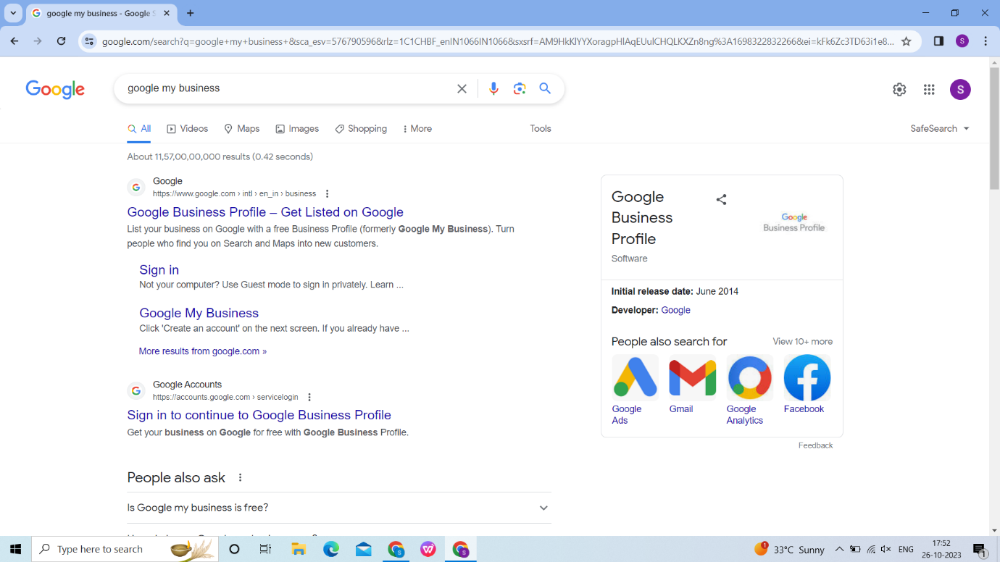 google my business - Google S
google.com/search?q=google+my+business+&sca_esv=576790596&rlz=1C1CHBF_enIN1066IN1066&sxsrf=AM9HkKlYYXoragpHlAqEUulCHQLKXZn8ng%3A1698322832266&ei=kFk6Zc3TD63i1e8...
S
Google
google my business
S
All
Videos
Maps
Images
Shopping
More
Tools
SafeSearch
About 11,57,00,00,000 results (0.42 seconds)
Google
https://www.google.com › intl › en_in › business
Google Business Profile – Get Listed on Google
List your business on Google with a free Business Profile (formerly Google My Business). Turn
people who find you on Search and Maps into new customers.
Sign in
Not your computer? Use Guest mode to sign in privately. Learn ...
Google My Business
Click 'Create an account' on the next screen. If you already have ...
More results from google.com »
Google Accounts
https://accounts.google.com › servicelogin
Sign in to continue to Google Business Profile
Get your business on Google for free with Google Business Profile.
People also ask
Is Google my business is free?
Google
Business
Profile
Software
Google
Business Profile
Initial release date: June 2014
Developer: Google
People also search for
View 10+ more
Google
Ads
Gmail
Google
Analytics
Facebook
Feedback
Type here to search
S
S
1
33°C Sunny
ENG
17:52
26-10-2023
1